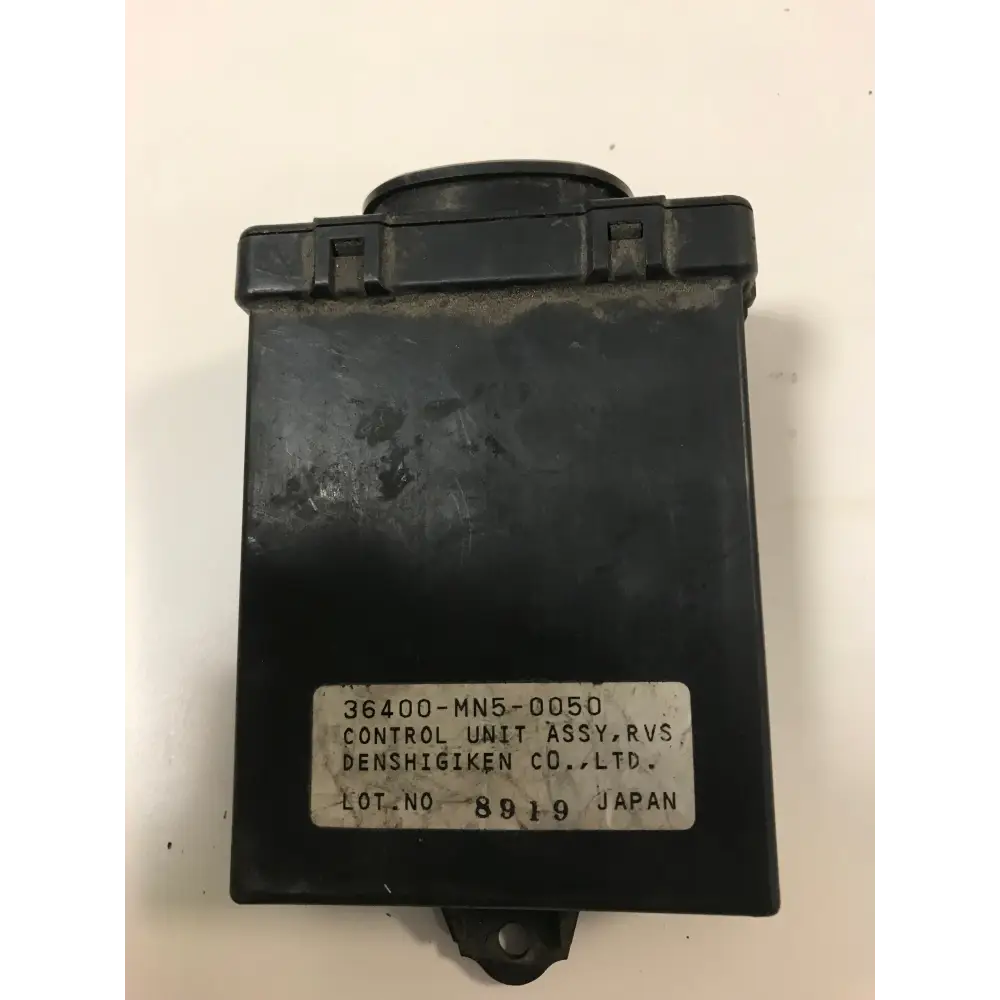 36400-MN5-0050
CONTROL UNIT ASSY,RVS
DENSHIGIKEN CO.,LTD.
LOT.NO 8919 JAPAN